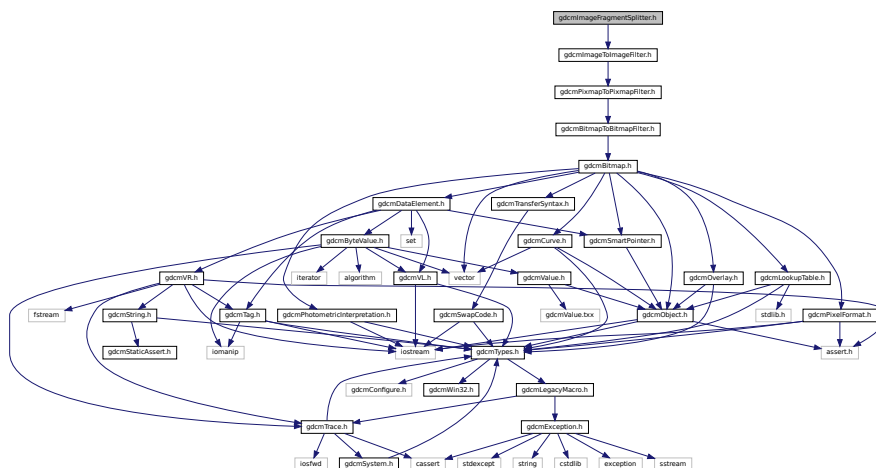 gdcmImageFragmentSplitter.h
gdcmImageToImageFilter.h
gdcmPixmapToPixmapFilter.h
gdcmBitmapToBitmapFilter.h
gdcmBitmap.h
gdcmDataElement.h
gdcmTransferSyntax.h
gdcmByteValue.h
set
gdcmCurve.h
gdcmSmartPointer.h
gdcmVR.h
iterator
algorithm
gdcmVL.h
vector
gdcmValue.h
gdcmOverlay.h
gdcmLookupTable.h
fstream
gdcmString.h
gdcmTag.h
gdcmPhotometricInterpretation.h
gdcmSwapCode.h
gdcmValue.txx
gdcmObject.h
stdlib.h
gdcmPixelFormat.h
gdcmStaticAssert.h
iomanip
iostream
gdcmTypes.h
assert.h
gdcmConfigure.h
gdcmWin32.h
gdcmLegacyMacro.h
gdcmTrace.h
gdcmException.h
iosfwd
gdcmSystem.h
cassert
stdexcept
string
cstdlib
exception
sstream